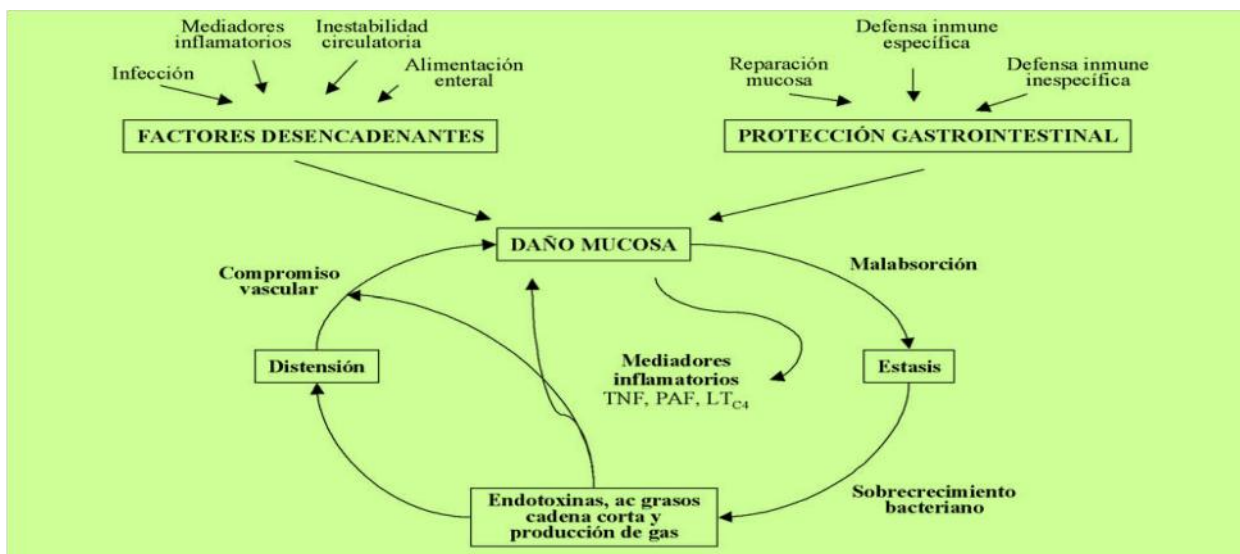 Mediadores
inflamatorios
Inestabilidad
circulatoria
Infección
Alimentación
enteral
FACTORES DESENCADENANTES
Defensa inmune
específica
Reparación
mucosa
Defensa inmune
inespecífica
PROTECCIÓN GASTROINTESTINAL
DAÑO MUCOSA
Compromiso
vascular
Malabsorción
Distensión
Mediadores
inflamatorios
TNF, PAF, LTC4
Estasis
Endotoxinas, ac grasos
cadena corta y
producción de gas
Sobrecrecimiento
bacteriano